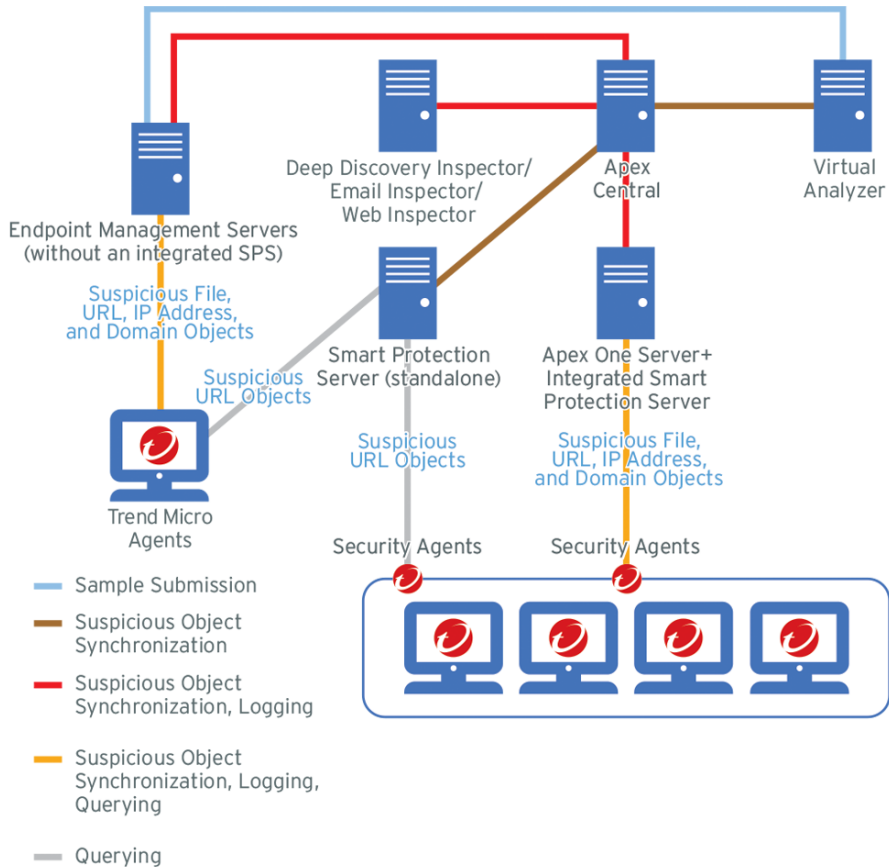 Deep Discovery Inspector/
Email Inspector/
Web Inspector
Apex
Central
Virtual
Analyzer
Endpoint Management Servers
(without an integrated SPS)
Suspicious File,
URL, IP Address,
and Domain Objects
Smart Protection
Server (standalone)
Apex One Server+
Integrated Smart
Protection Server
Suspicious
URL Objects
Suspicious
URL Objects
Suspicious File,
URL, IP Address,
and Domain Objects
Trend Micro
Agents
Security Agents
Security Agents
Sample Submission
Suspicious Object
Synchronization
Suspicious Object
Synchronization, Logging
Suspicious Object
Synchronization, Logging,
Querying
Querying